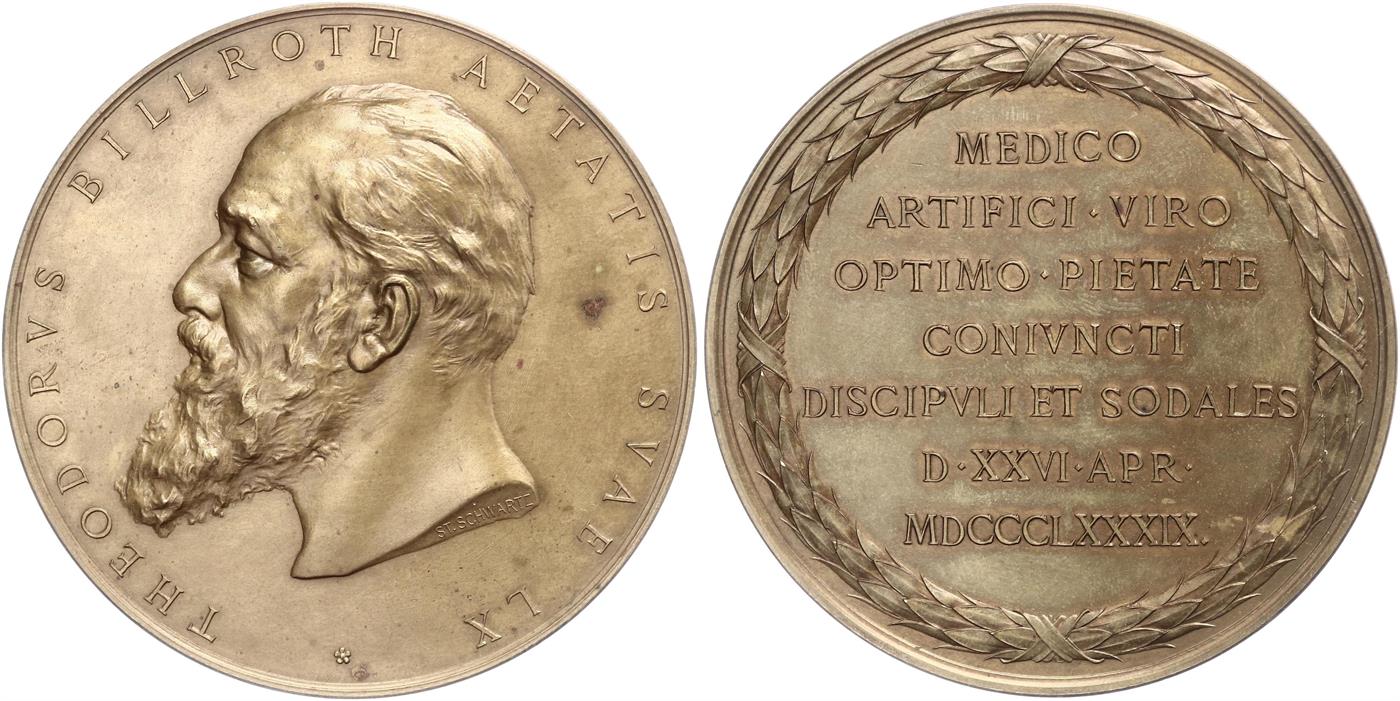 THEODORVS BILLROTH AETATIS SVAE LX
ST. SCHWARTZ
MEDICO
ARTIFICI · VIRO
OPTIMO · PIETATE
CONIVNCTI
DISCIPVLI ET SODALES
D · XXVI · APR ·
MDCCCLXXXIX.